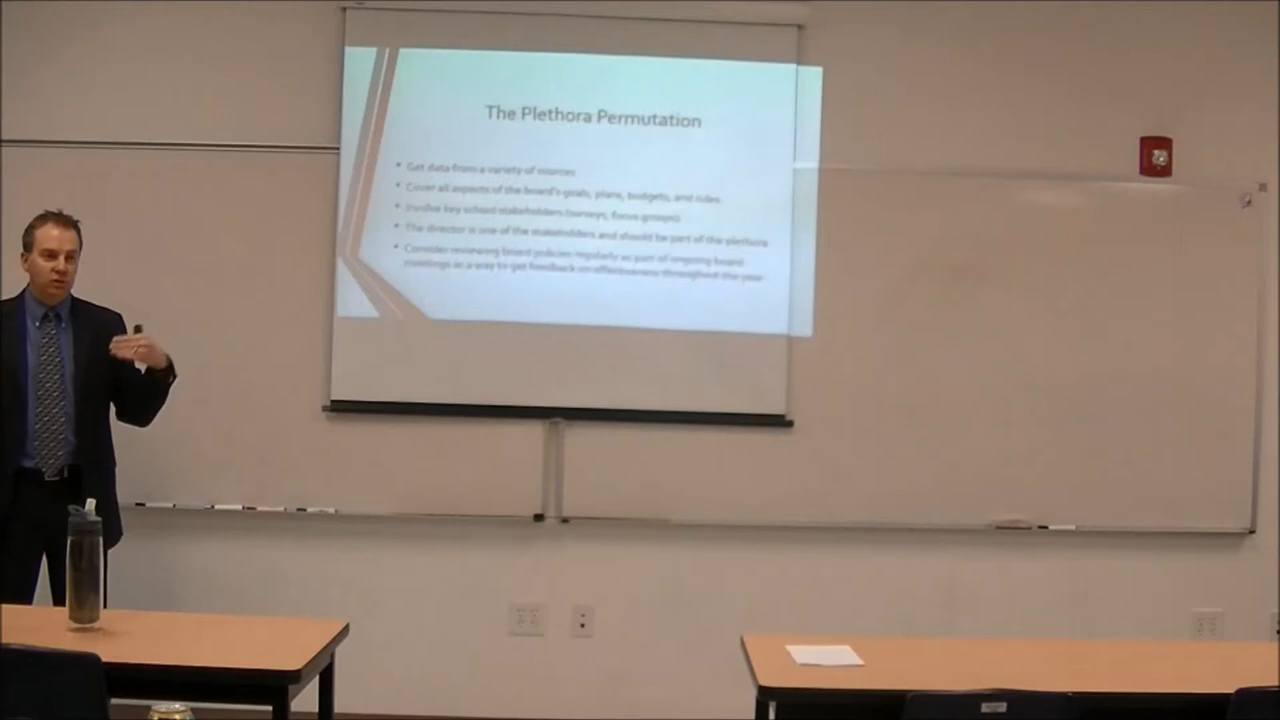 The Plethora Permutation
• Get data from a variety of sources
• Cover all aspects of the board's goals, plans, budgets, and rules
• Involve key school stakeholders (surveys, focus groups)
• The director is one of the stakeholders and should be part of the plethora
• Consider reviewing board policies regularly as part of ongoing board
meetings as a way to get feedback on effectiveness throughout the year